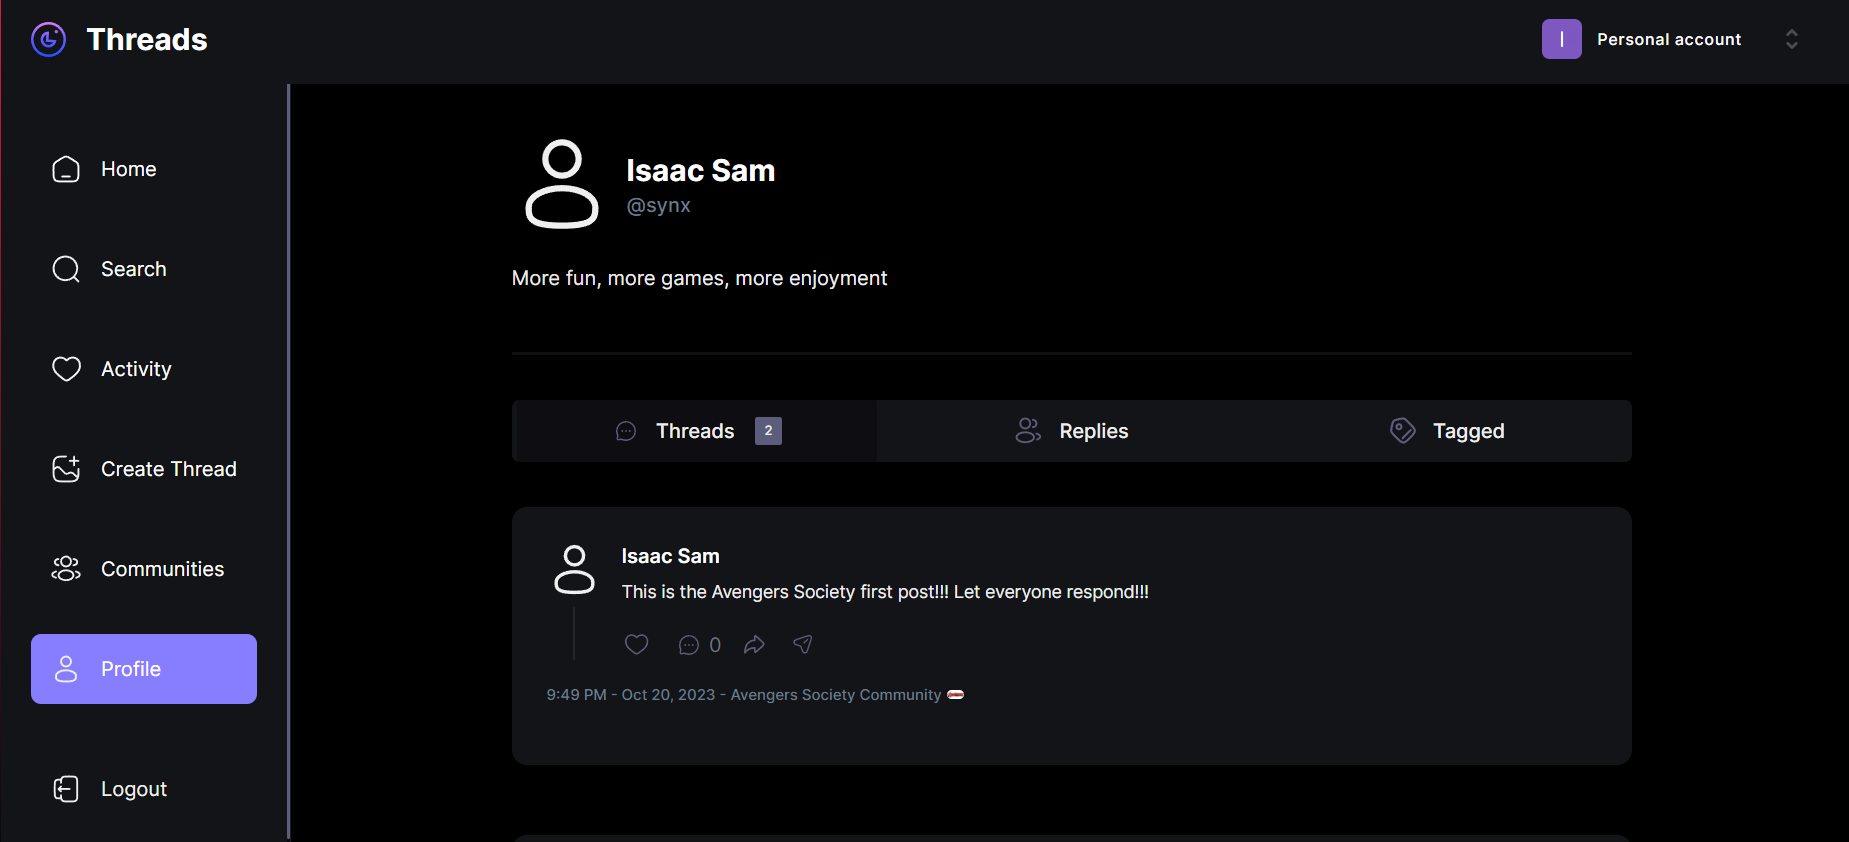 Threads
I
Personal account
Home
Search
Activity
Create Thread
Communities
Profile
Logout
Isaac Sam
@synx
More fun, more games, more enjoyment
Threads 2
Replies
Tagged
Isaac Sam
This is the Avengers Society first post!!! Let everyone respond!!!
0
9:49 PM - Oct 20, 2023 - Avengers Society Community